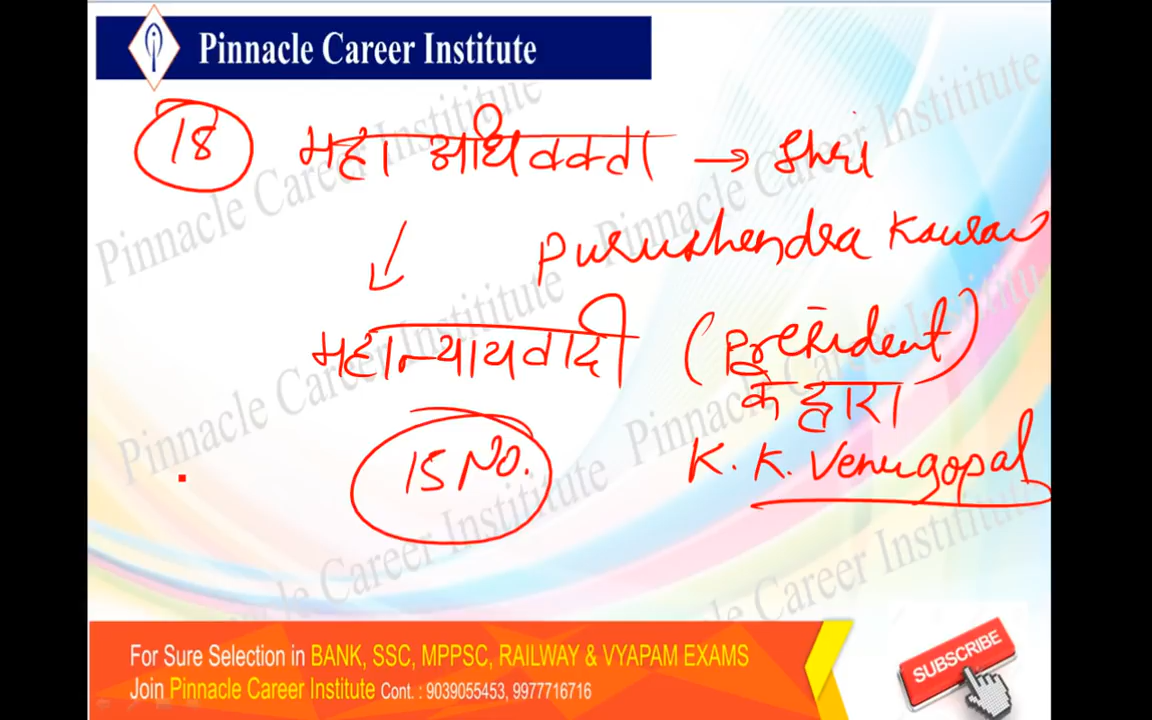 Pinnacle Career Institute
18 महा अधिवक्ता → Shri
Purushendra Kaurav
महान्यायवादी (President)
के द्वारा
15 No. K. K. Venugopal
For Sure Selection in BANK, SSC, MPPSC, RAILWAY & VYAPAM EXAMS
Join Pinnacle Career Institute Cont. : 9039055453, 9977716716
SUBSCRIBE